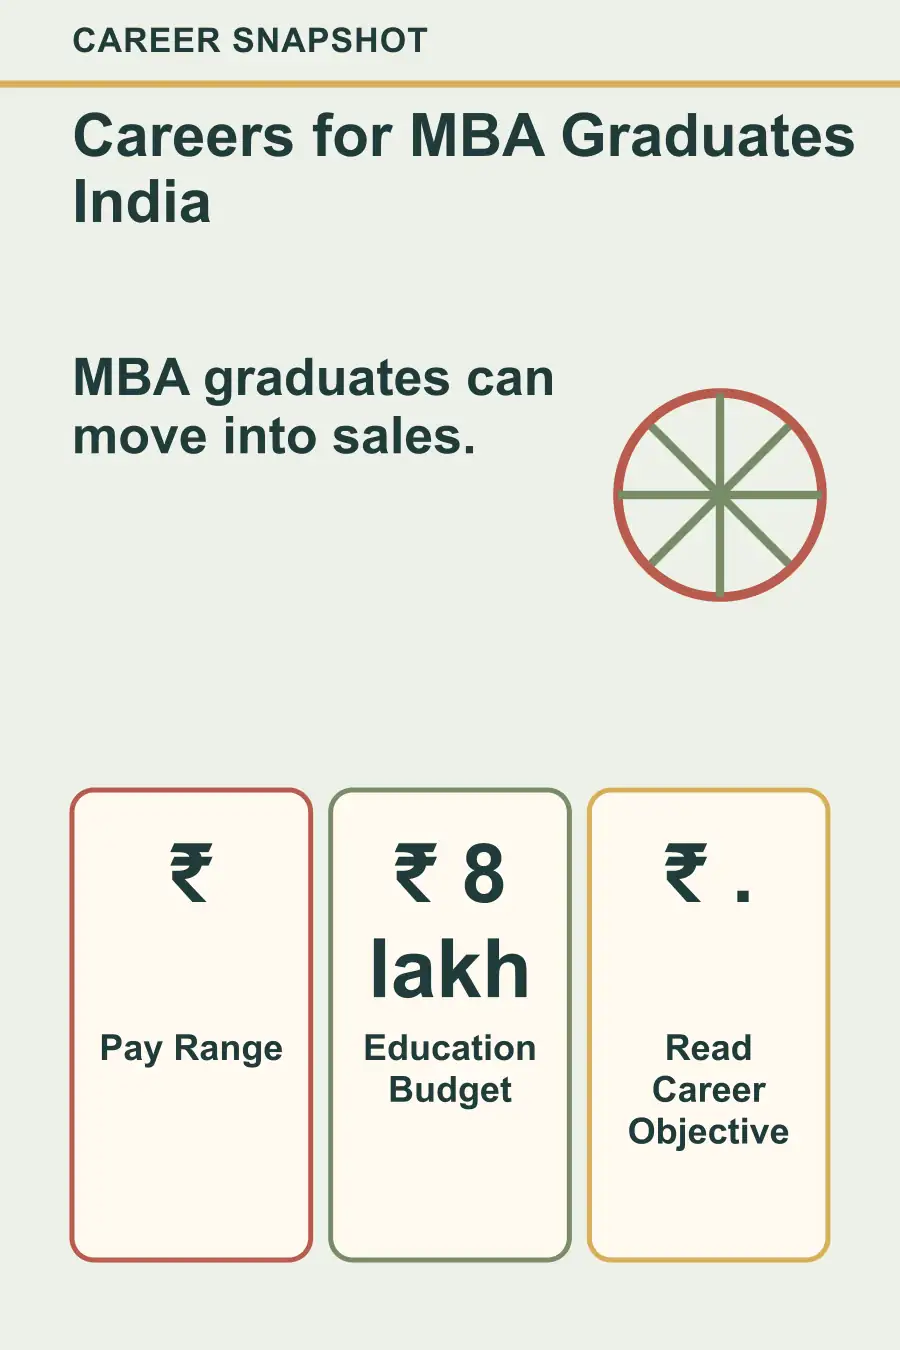 CAREER SNAPSHOT
Careers for MBA Graduates
India
MBA graduates can
move into sales.
₹
Pay Range
₹ 8
lakh
Education
Budget
₹ .
Read
Career
Objective